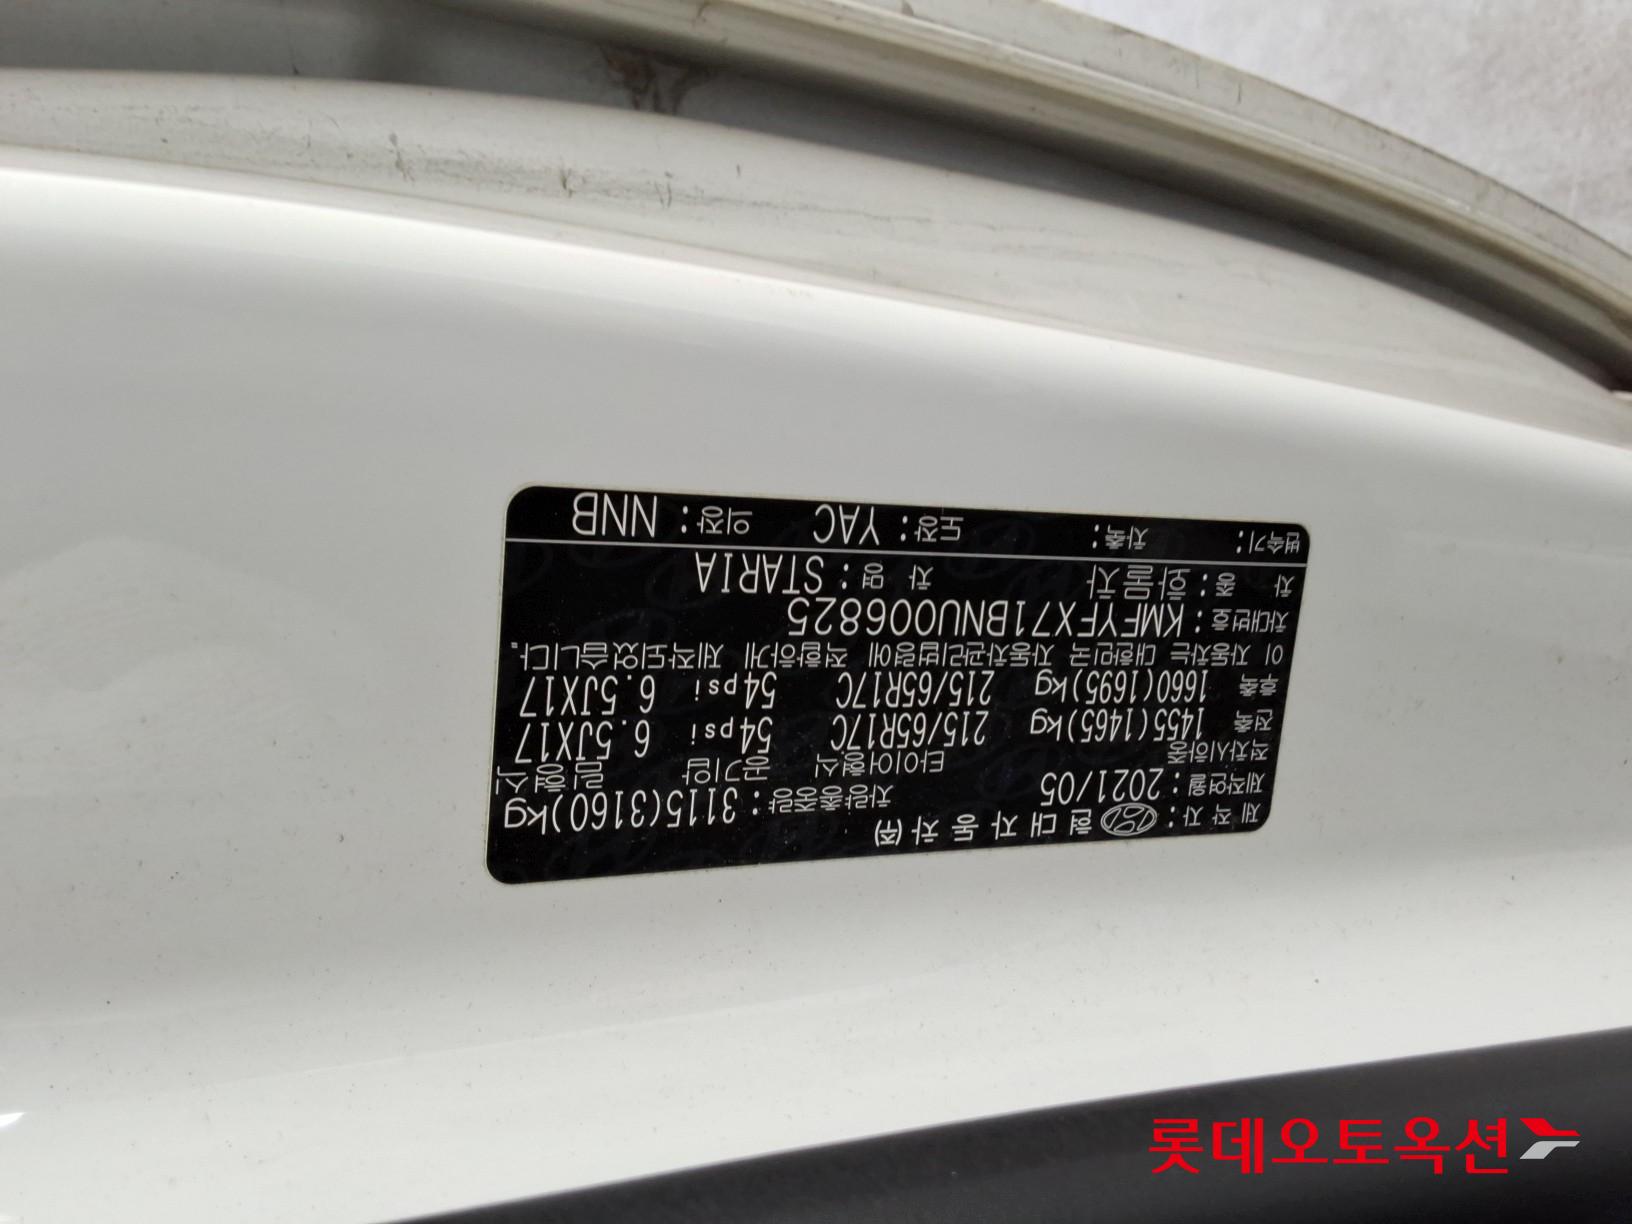 제 작 자 : 현 대 자 동 차 (주)
제작연월 : 2021/05 차량총중량 : 3115(3160)kg
적차시하중 타이어형식 공기압 림형식
전 축 1455(1465)kg 215/65R17C 54psi 6.5JX17
후 축 1660(1695)kg 215/65R17C 54psi 6.5JX17
이 자동차는 대한민국 자동차관리법령에 적합하게 제작되었습니다.
차대번호 : KMFYFX71BNU006825
차 종 : 화물차 차 명 : STARIA
변속기 : 차 축 : 도장 : YAC 의장 : NNB
롯데오토옥션